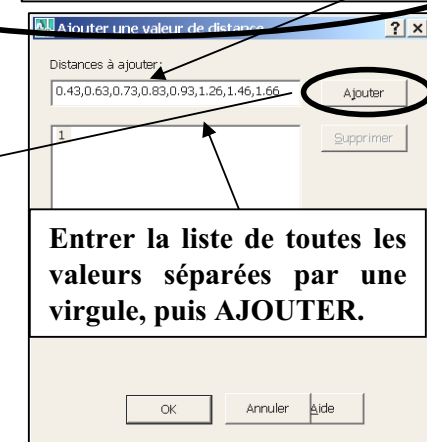 Ajouter une valeur de distance
Distances à ajouter:
0.43,0.63,0.73,0.83,0.93,1.26,1.46,1.66
Ajouter
1
Supprimer
Entrer la liste de toutes les
valeurs séparées par une
virgule, puis AJOUTER.
OK
Annuler
Aide